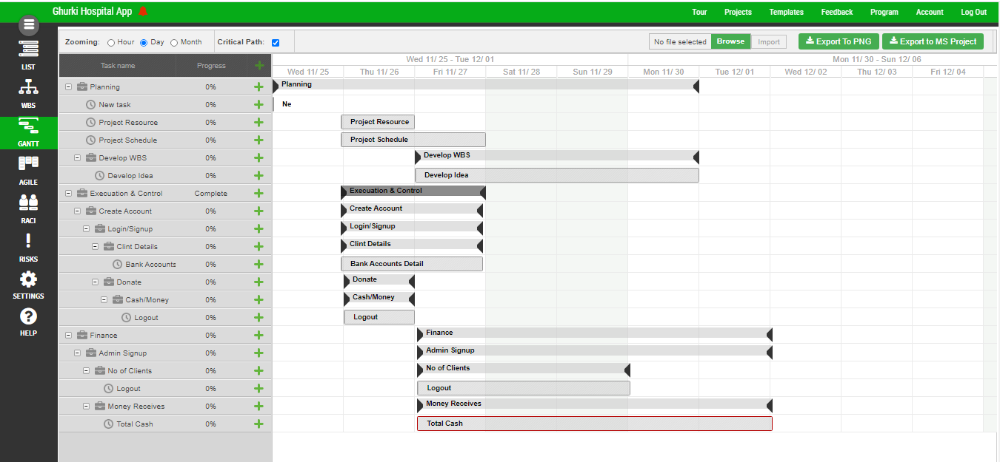 Ghurki Hospital App
Tour Projects Templates Feedback Program Account Log Out
Zooming: Hour Day Month Critical Path: No file selected Browse Import Export To PNG Export to MS Project
LIST
WBS
GANTT
AGILE
RACI
RISKS
SETTINGS
HELP
Task name Progress
Wed 11/ 25 - Tue 12/ 01 Mon 11/ 30 - Sun 12/ 06
Wed 11/ 25 Thu 11/ 26 Fri 11/ 27 Sat 11/ 28 Sun 11/ 29 Mon 11/ 30 Tue 12/ 01 Wed 12/ 02 Thu 12/ 03 Fri 12/ 04
Planning 0% Planning
New task 0% Ne
Project Resource 0% Project Resource
Project Schedule 0% Project Schedule
Develop WBS 0% Develop WBS
Develop Idea 0% Develop Idea
Execuation & Control Complete Execuation & Control
Create Account 0% Create Account
Login/Signup 0% Login/Signup
Clint Details 0% Clint Details
Bank Accounts 0% Bank Accounts Detail
Donate 0% Donate
Cash/Money 0% Cash/Money
Logout 0% Logout
Finance 0% Finance
Admin Signup 0% Admin Signup
No of Clients 0% No of Clients
Logout 0% Logout
Money Receives 0% Money Receives
Total Cash 0% Total Cash